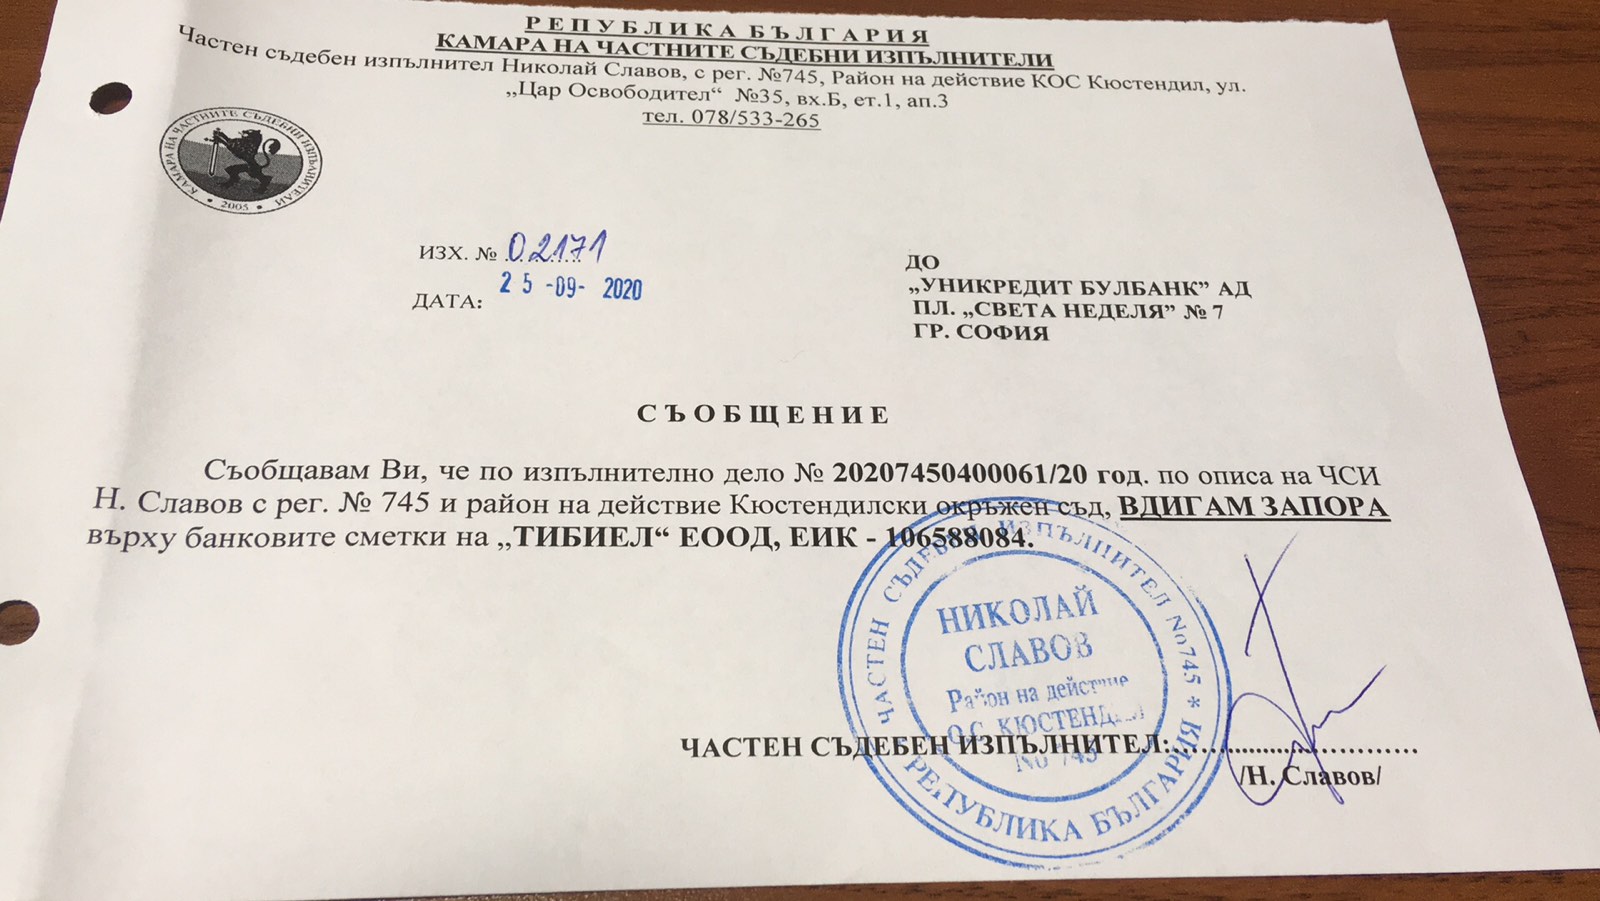 Р Е П У Б Л И К А Б Ъ Л Г А Р И Я
КАМАРА НА ЧАСТНИТЕ СЪДЕБНИ ИЗПЪЛНИТЕЛИ
Частен съдебен изпълнител Николай Славов, с рег. №745, Район на действие КОС Кюстендил, ул.
„Цар Освободител“ №35, вх.Б, ет.1, ап.3
тел. 078/533-265
КАМАРА НА ЧАСТНИТЕ СЪДЕБНИ ИЗПЪЛНИТЕЛИ
• 2005 •
ИЗХ. № 02171
ДАТА: 25 -09- 2020
ДО
„УНИКРЕДИТ БУЛБАНК” АД
ПЛ. „СВЕТА НЕДЕЛЯ” № 7
ГР. СОФИЯ
С Ъ О Б Щ Е Н И Е
Съобщавам Ви, че по изпълнително дело № 20207450400061/20 год. по описа на ЧСИ
Н. Славов с рег. № 745 и район на действие Кюстендилски окръжен съд, ВДИГАМ ЗАПОРА
върху банковите сметки на „ТИБИЕЛ“ ЕООД, ЕИК - 106588084.
ЧАСТЕН СЪДЕБЕН ИЗПЪЛНИТЕЛ No745 * РЕПУБЛИКА БЪЛГАРИЯ
НИКОЛАЙ
СЛАВОВ
Район на действие
О.С. КЮСТЕНДИЛ
No 745
ЧАСТЕН СЪДЕБЕН ИЗПЪЛНИТЕЛ:..............................
/Н. Славов/